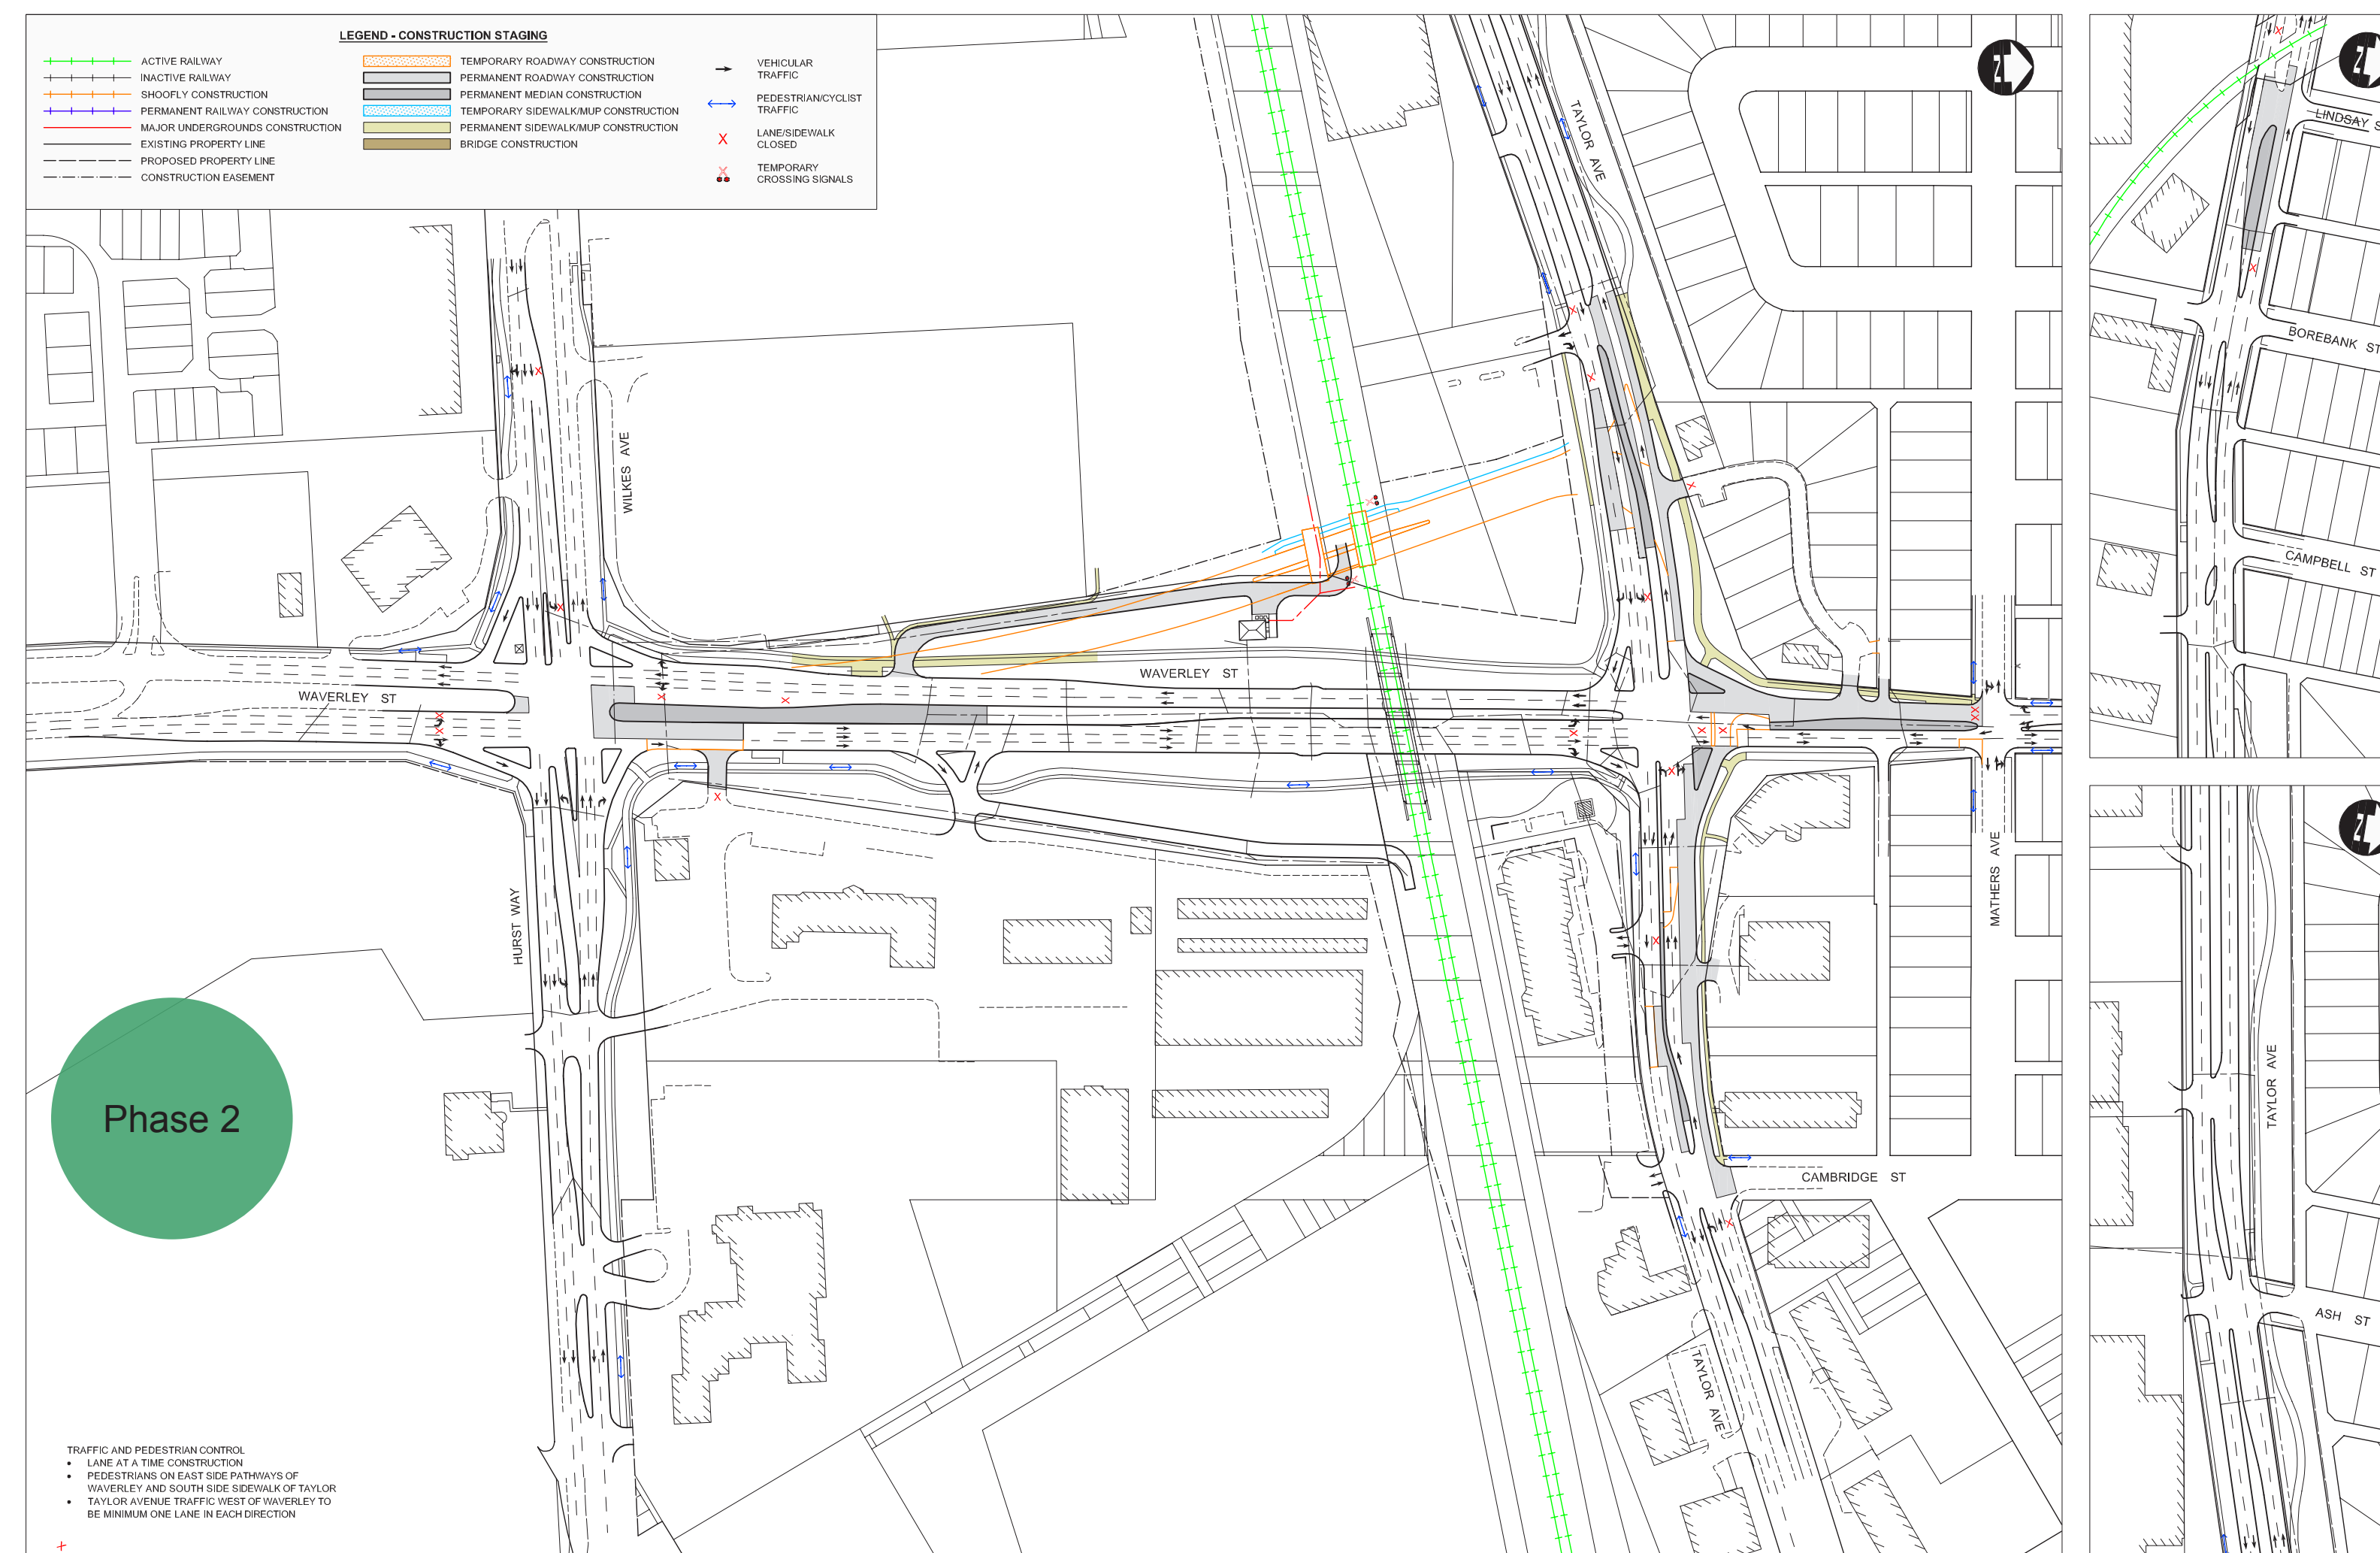 LEGEND - CONSTRUCTION STAGING
ACTIVE RAILWAY
INACTIVE RAILWAY
SHOOFLY CONSTRUCTION
PERMANENT RAILWAY CONSTRUCTION
MAJOR UNDERGROUNDS CONSTRUCTION
EXISTING PROPERTY LINE
PROPOSED PROPERTY LINE
CONSTRUCTION EASEMENT
TEMPORARY ROADWAY CONSTRUCTION
PERMANENT ROADWAY CONSTRUCTION
PERMANENT MEDIAN CONSTRUCTION
TEMPORARY SIDEWALK/MUP CONSTRUCTION
PERMANENT SIDEWALK/MUP CONSTRUCTION
BRIDGE CONSTRUCTION
VEHICULAR
TRAFFIC
PEDESTRIAN/CYCLIST
TRAFFIC
X
LANE/SIDEWALK
CLOSED
TEMPORARY
CROSSING SIGNALS
TAYLOR AVE
N
N
LINDSAY S
BOREBANK ST
CAMPBELL ST
WILKES AVE
WAVERLEY ST
WAVERLEY ST
HURST WAY
MATHERS AVE
CAMBRIDGE ST
TAYLOR AVE
N
TAYLOR AVE
ASH ST
Phase 2
TRAFFIC AND PEDESTRIAN CONTROL
• LANE AT A TIME CONSTRUCTION
• PEDESTRIANS ON EAST SIDE PATHWAYS OF
WAVERLEY AND SOUTH SIDE SIDEWALK OF TAYLOR
• TAYLOR AVENUE TRAFFIC WEST OF WAVERLEY TO
BE MINIMUM ONE LANE IN EACH DIRECTION